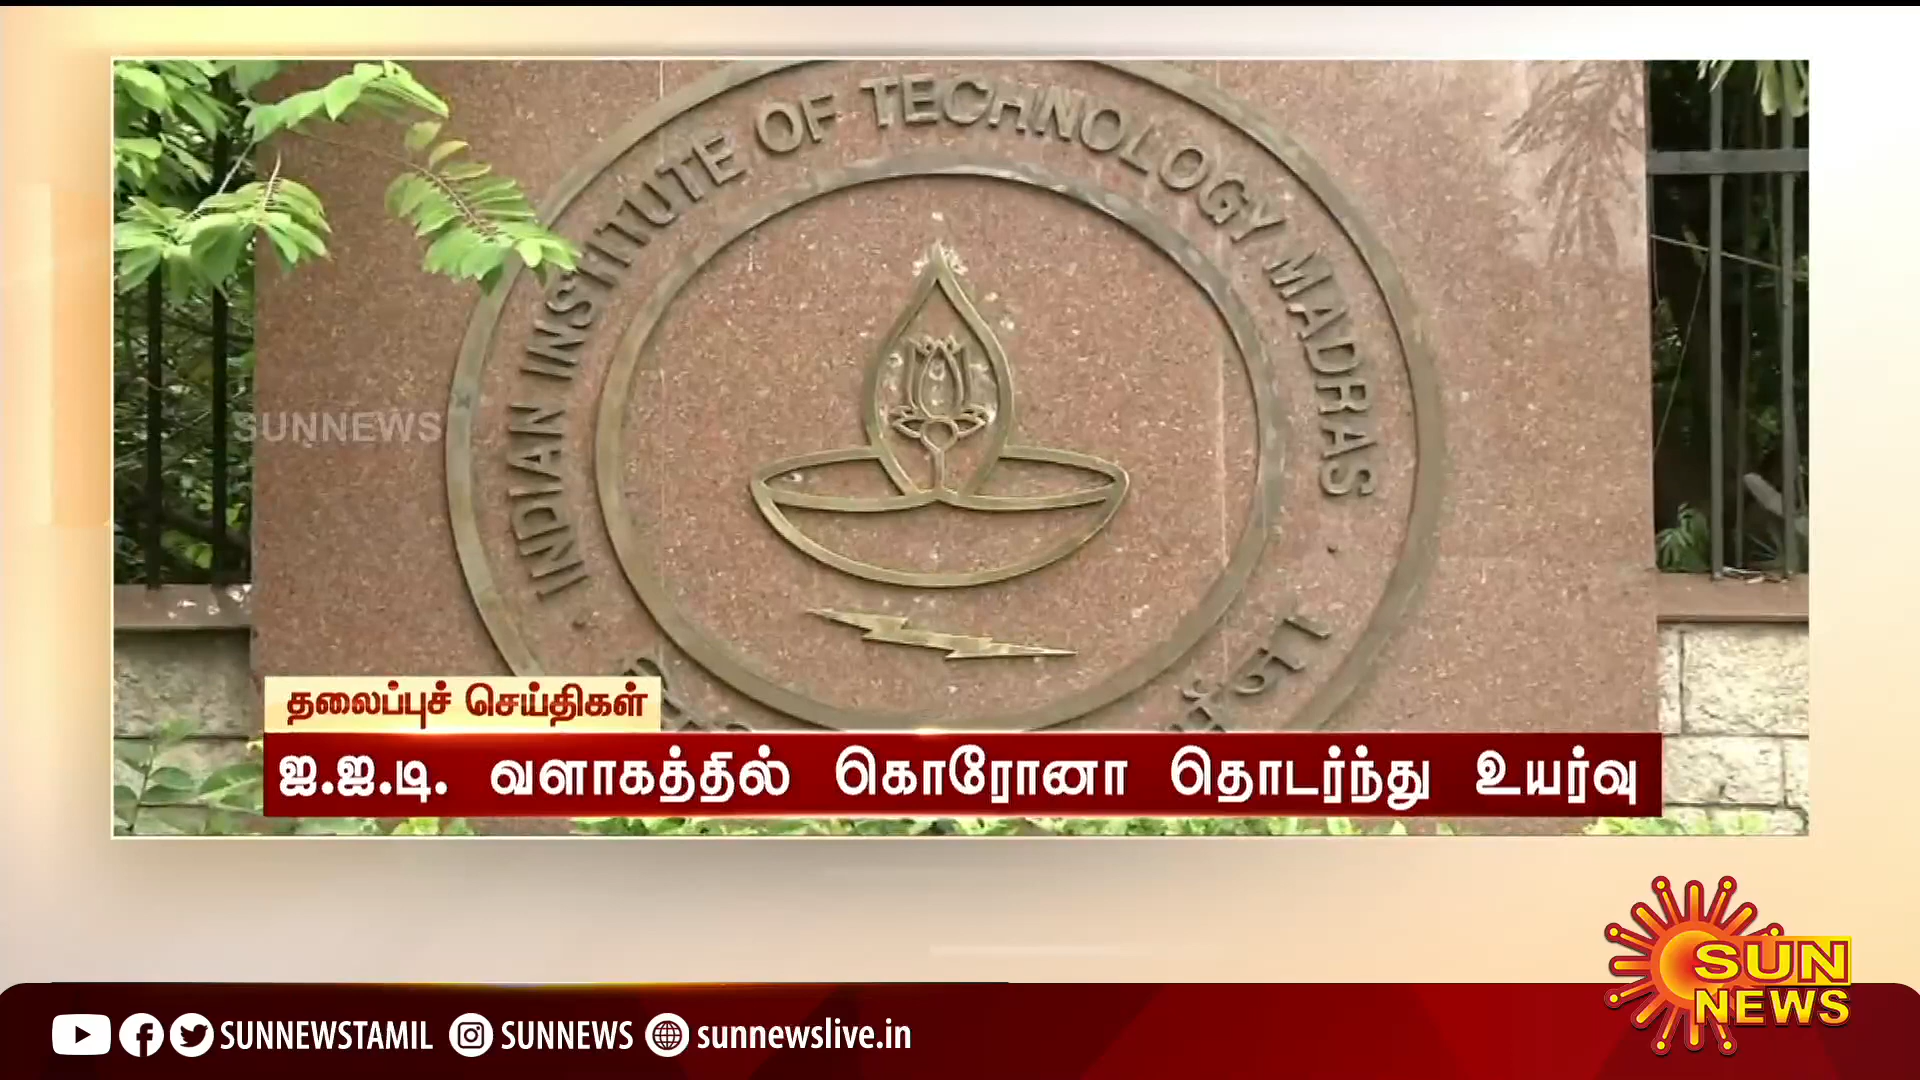 INDIAN INSTITUTE OF TECHNOLOGY MADRAS
SUNNEWS
தலைப்புச் செய்திகள்
ஐ.ஐ.டி. வளாகத்தில் கொரோனா தொடர்ந்து உயர்வு
SUN
NEWS
SUNNEWSTAMIL SUNNEWS sunnewslive.in